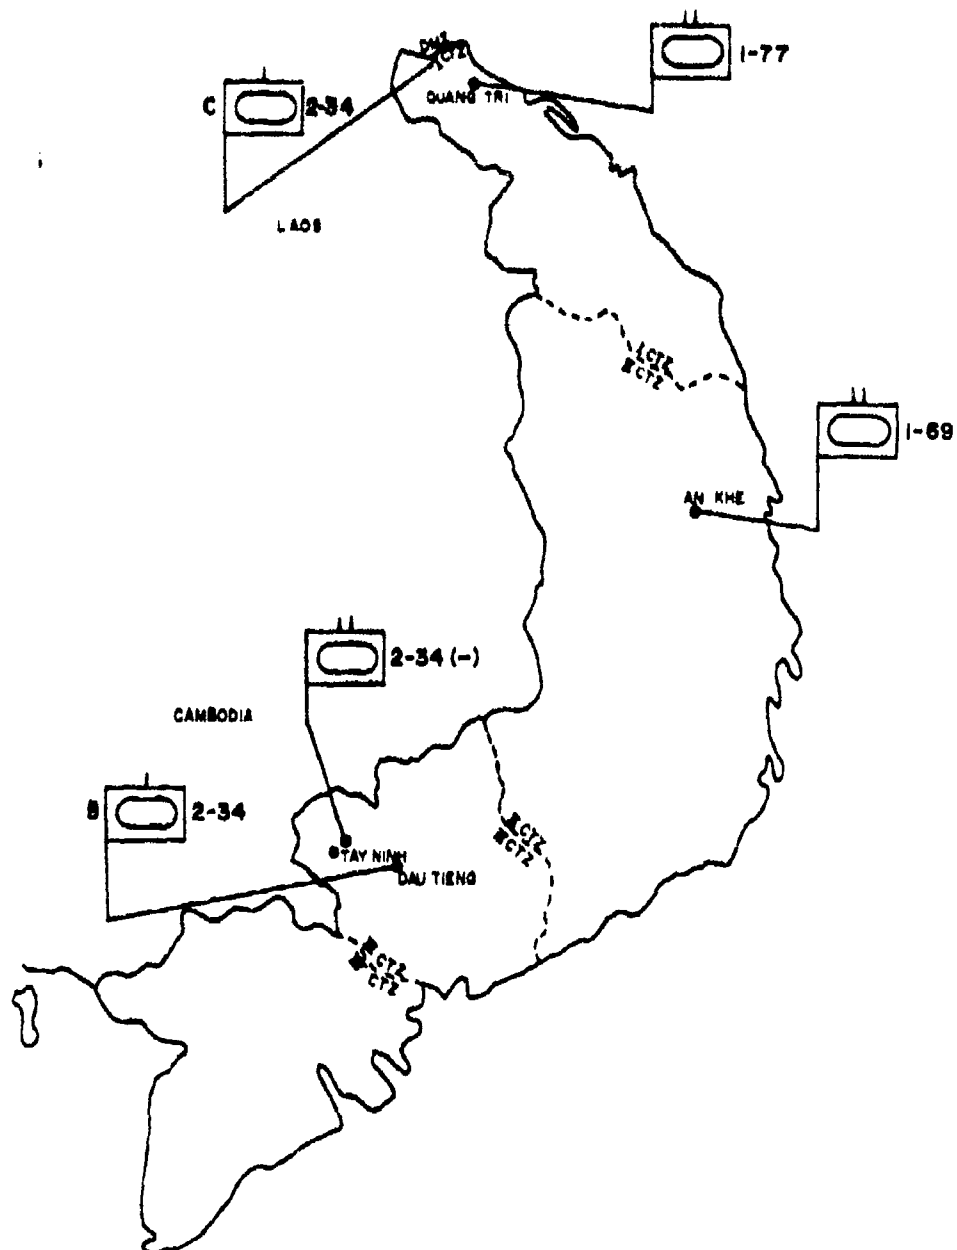 1-77
DMZ
CTZ
C
2-34
QUANG TRI
LAOS
I CTZ
II CTZ
1-69
AN KHE
2-34 (-)
CAMBODIA
B
2-34
II CTZ
III CTZ
TAY NINH
DAU TIENG
III CTZ
IV CTZ